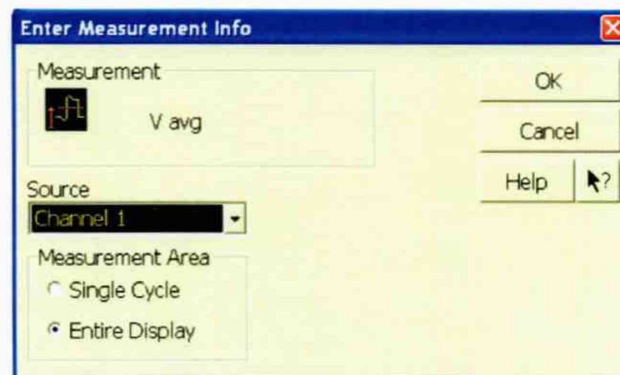 Enter Measurement Info
Measurement
V avg
Source
Channel 1
Measurement Area
Single Cycle
Entire Display
OK
Cancel
Help
?